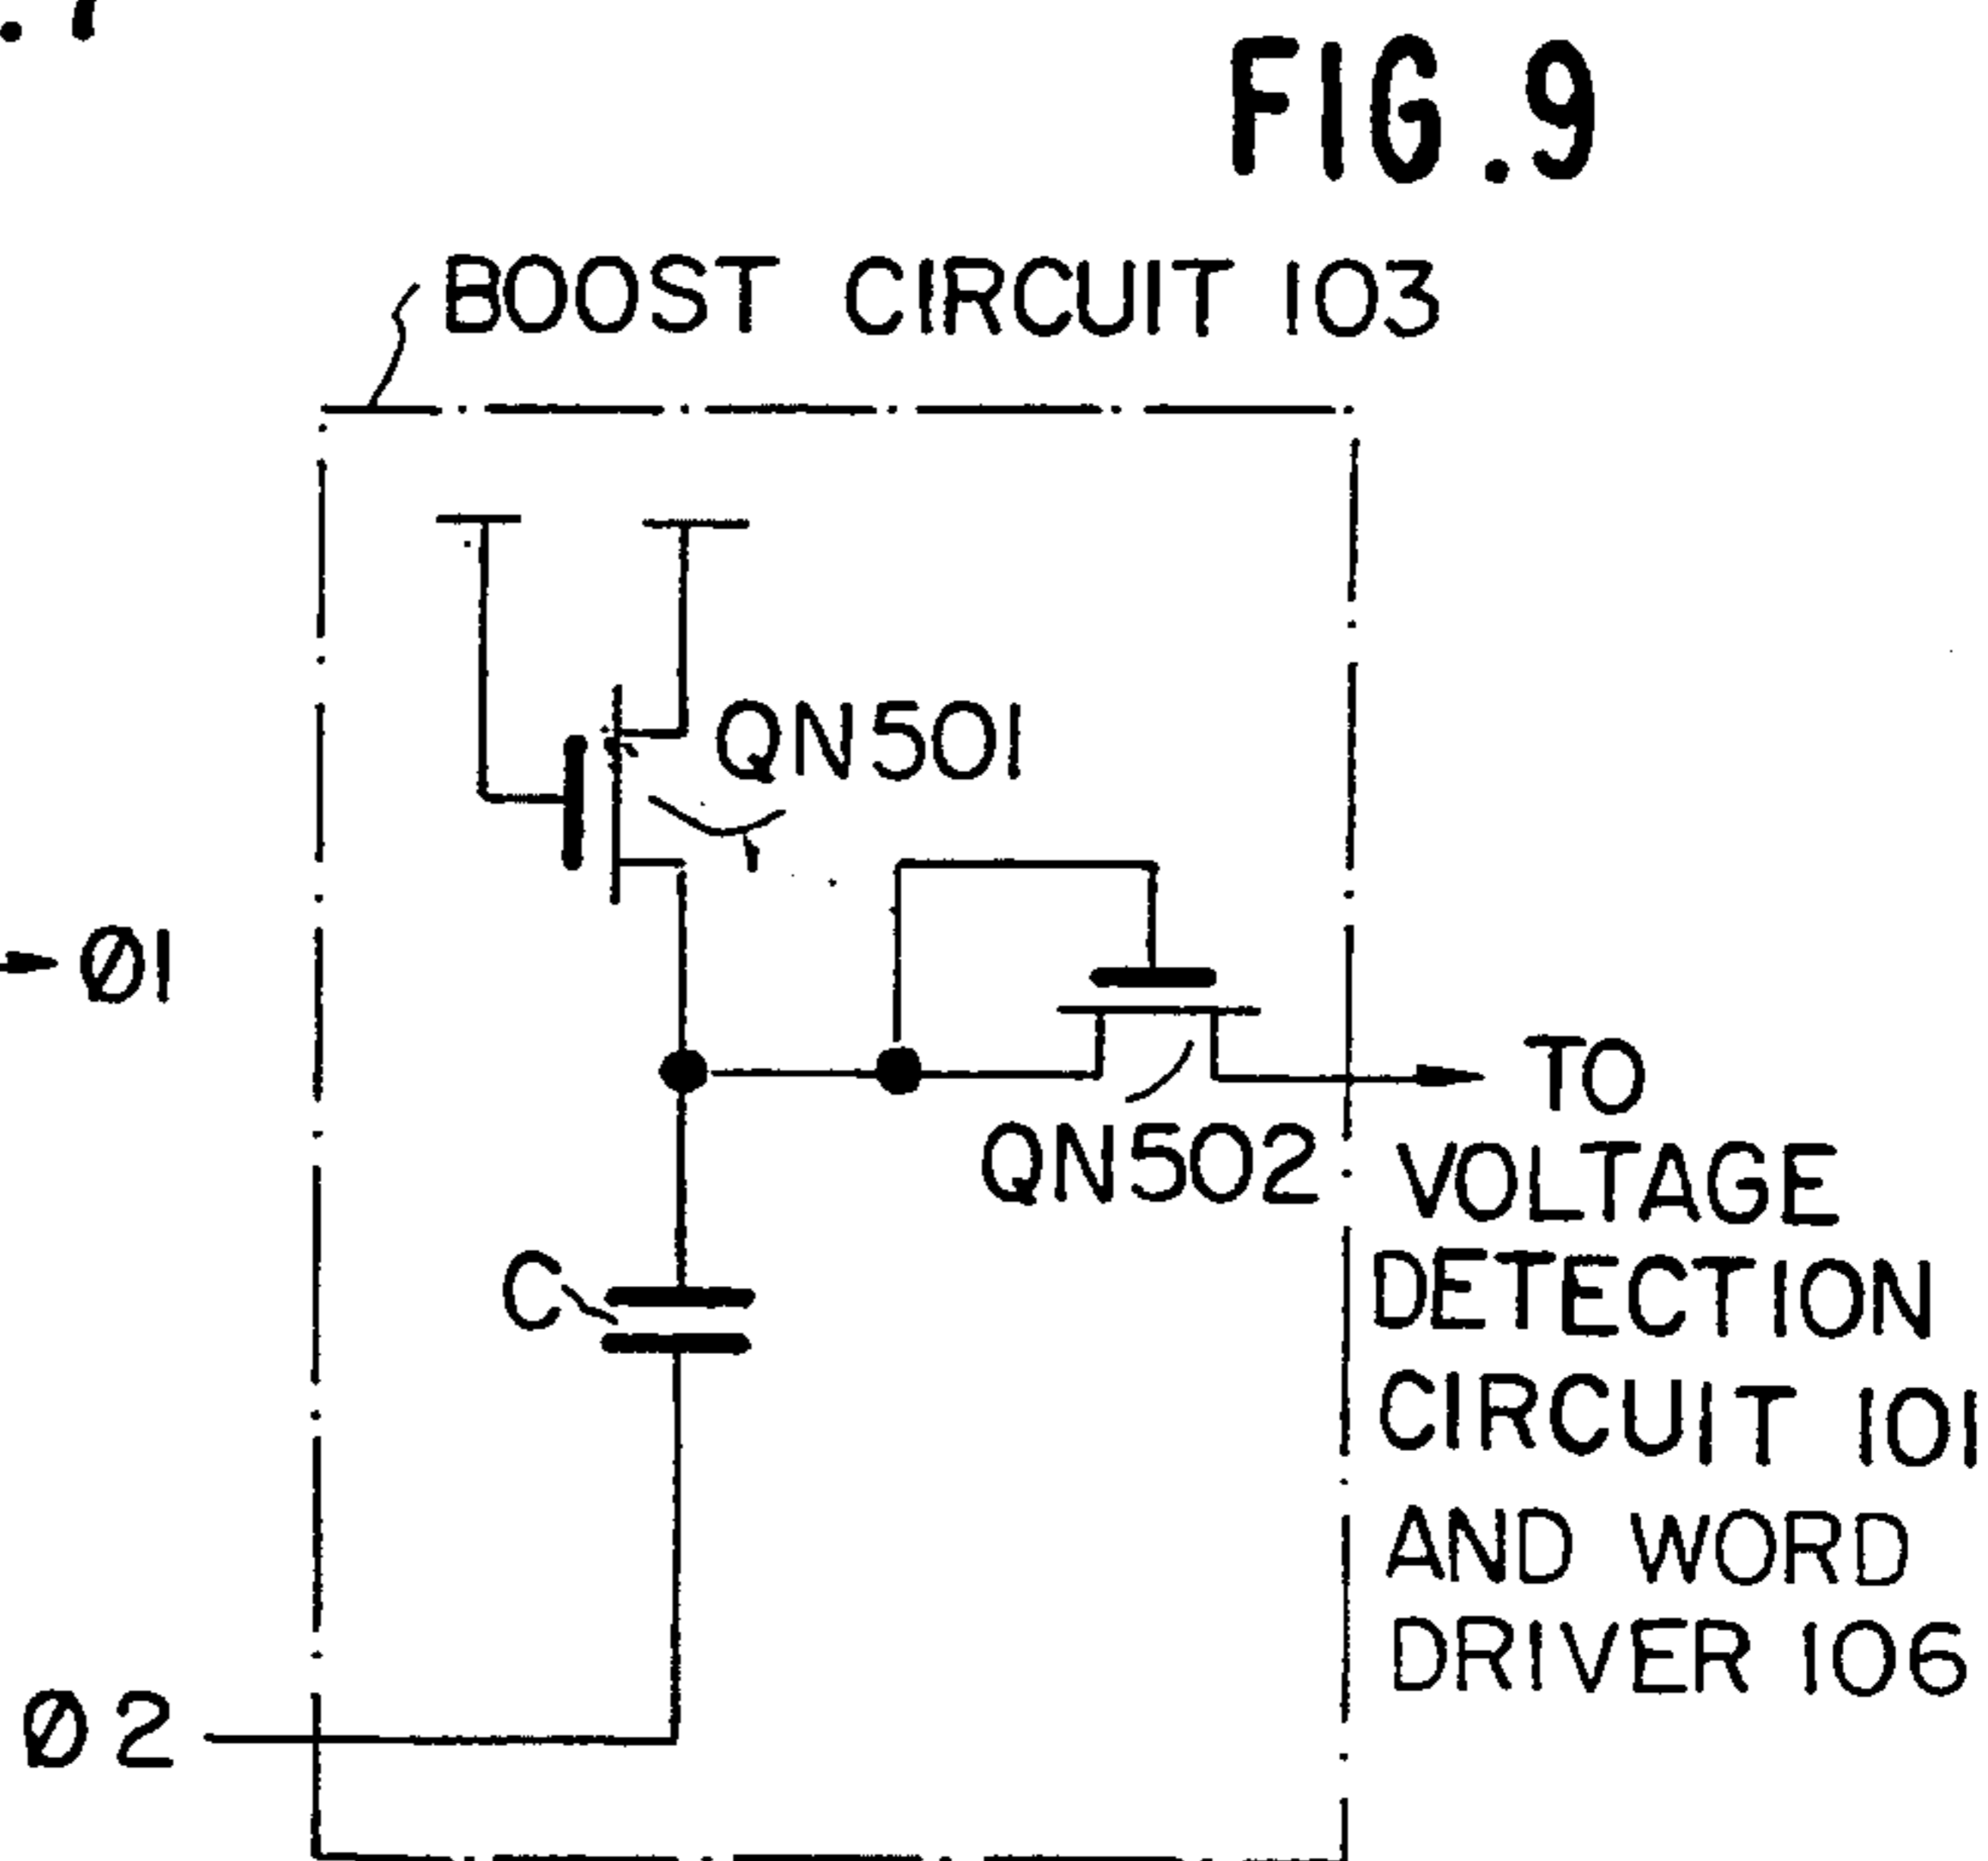 FIG.9
BOOST CIRCUIT 103
QN501
Ø1
QN502
TO
VOLTAGE
DETECTION
CIRCUIT 101
AND WORD
DRIVER 106
C
Ø2